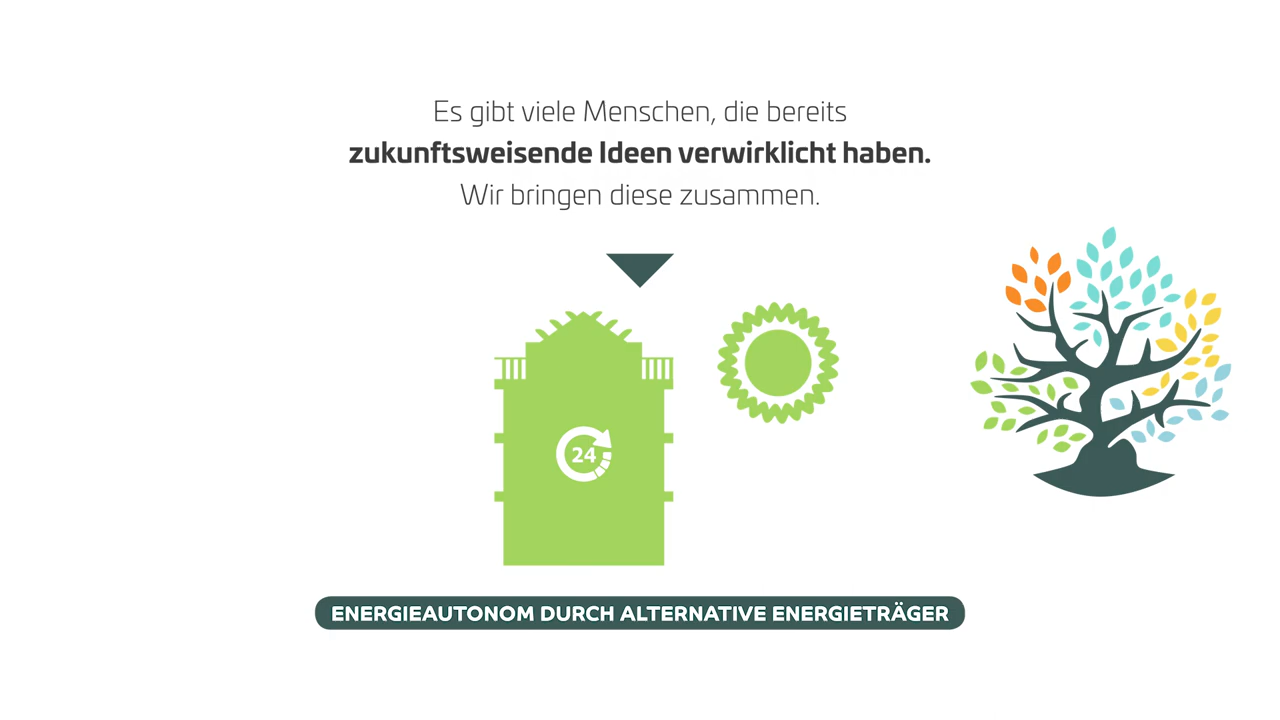 Es gibt viele Menschen, die bereits
zukunftsweisende Ideen verwirklicht haben.
Wir bringen diese zusammen.
24
ENERGIEAUTONOM DURCH ALTERNATIVE ENERGIETRÄGER